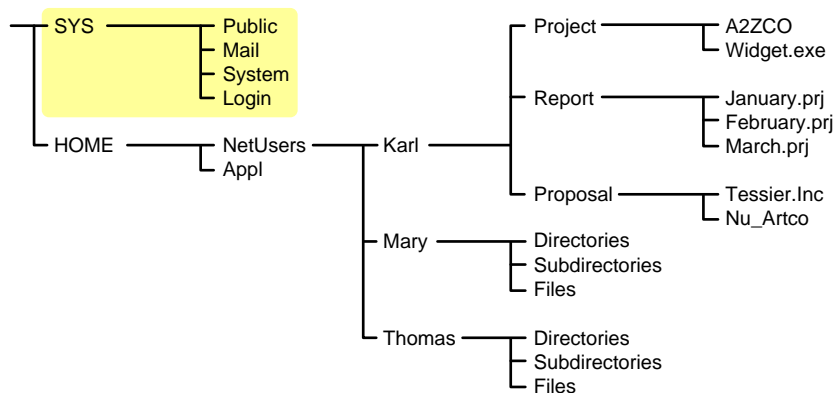 SYS
Public
Mail
System
Login
HOME
NetUsers
Appl
Karl
Project
A2ZCO
Widget.exe
Report
January.prj
February.prj
March.prj
Proposal
Tessier.Inc
Nu_Artco
Mary
Directories
Subdirectories
Files
Thomas
Directories
Subdirectories
Files